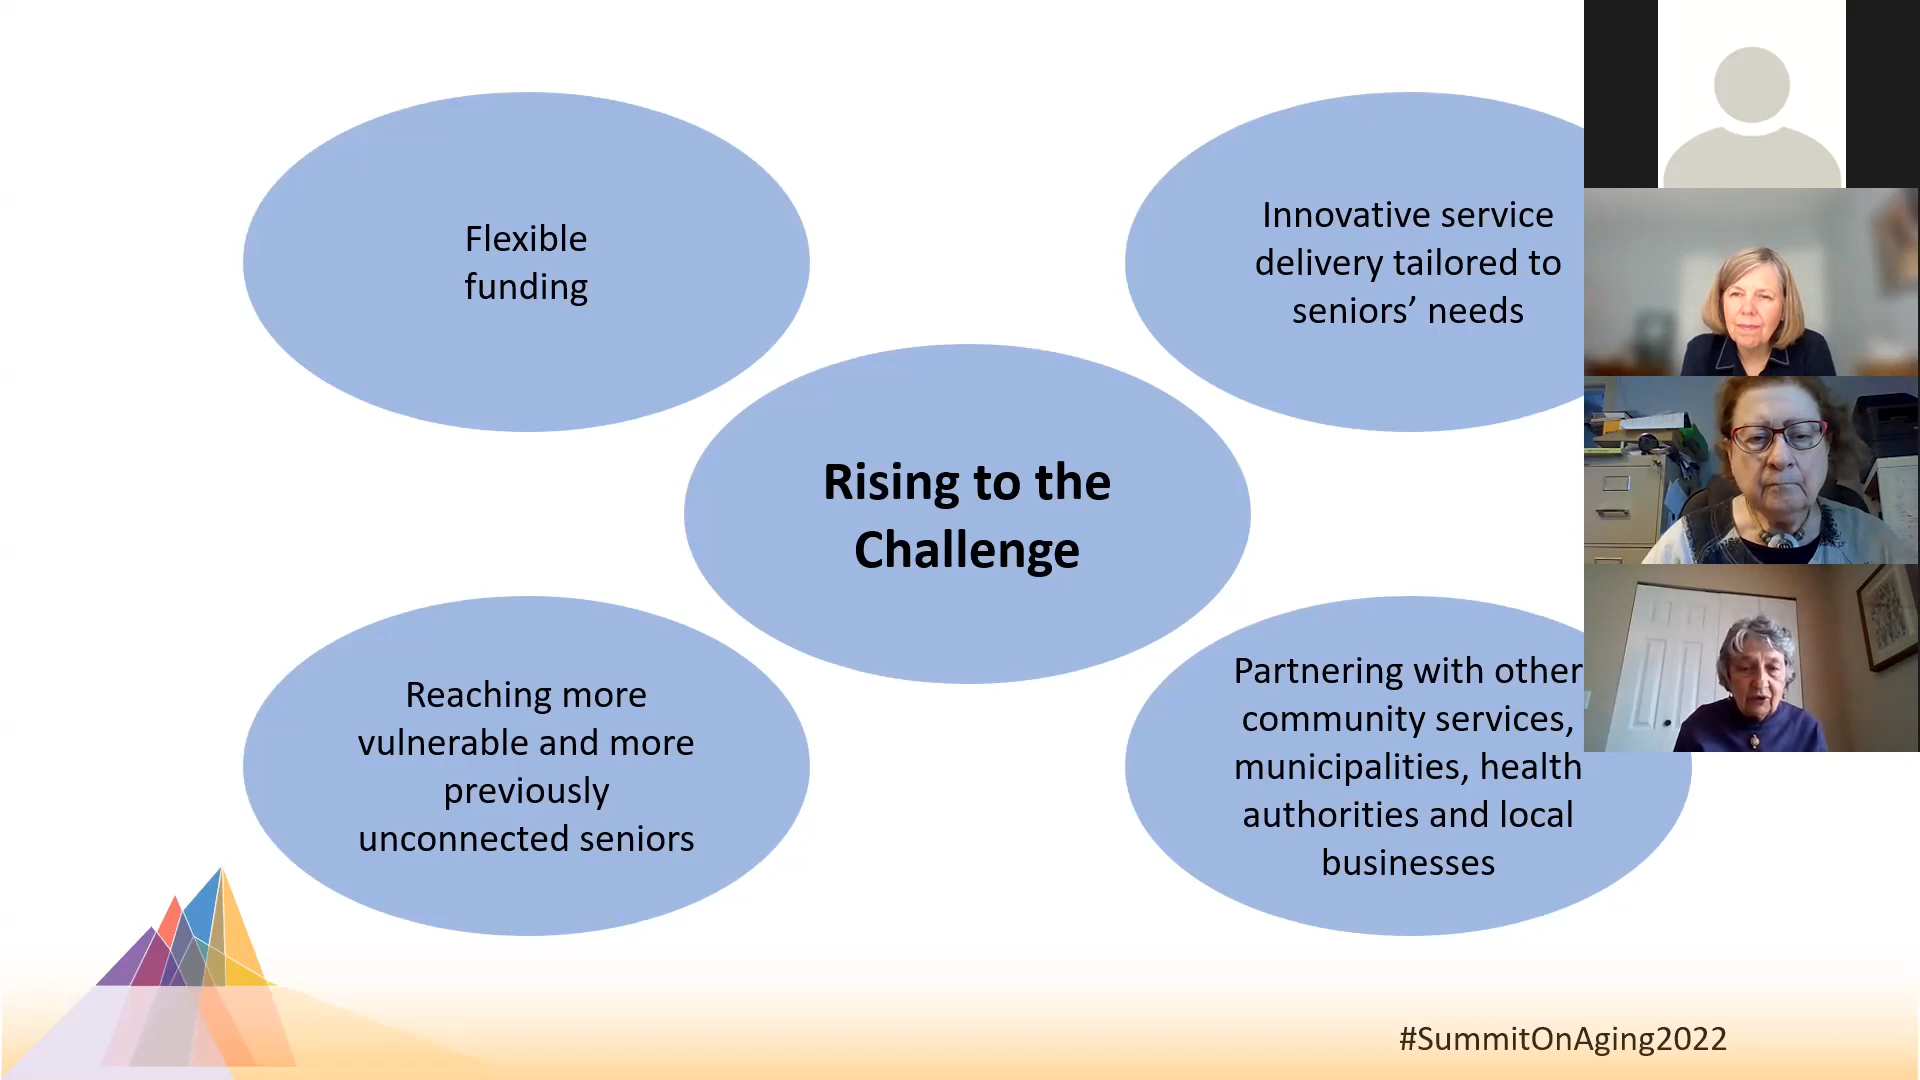 Flexible
funding
Innovative service
delivery tailored to
seniors’ needs
Rising to the
Challenge
Reaching more
vulnerable and more
previously
unconnected seniors
Partnering with other
community services,
municipalities, health
authorities and local
businesses
#SummitOnAging2022